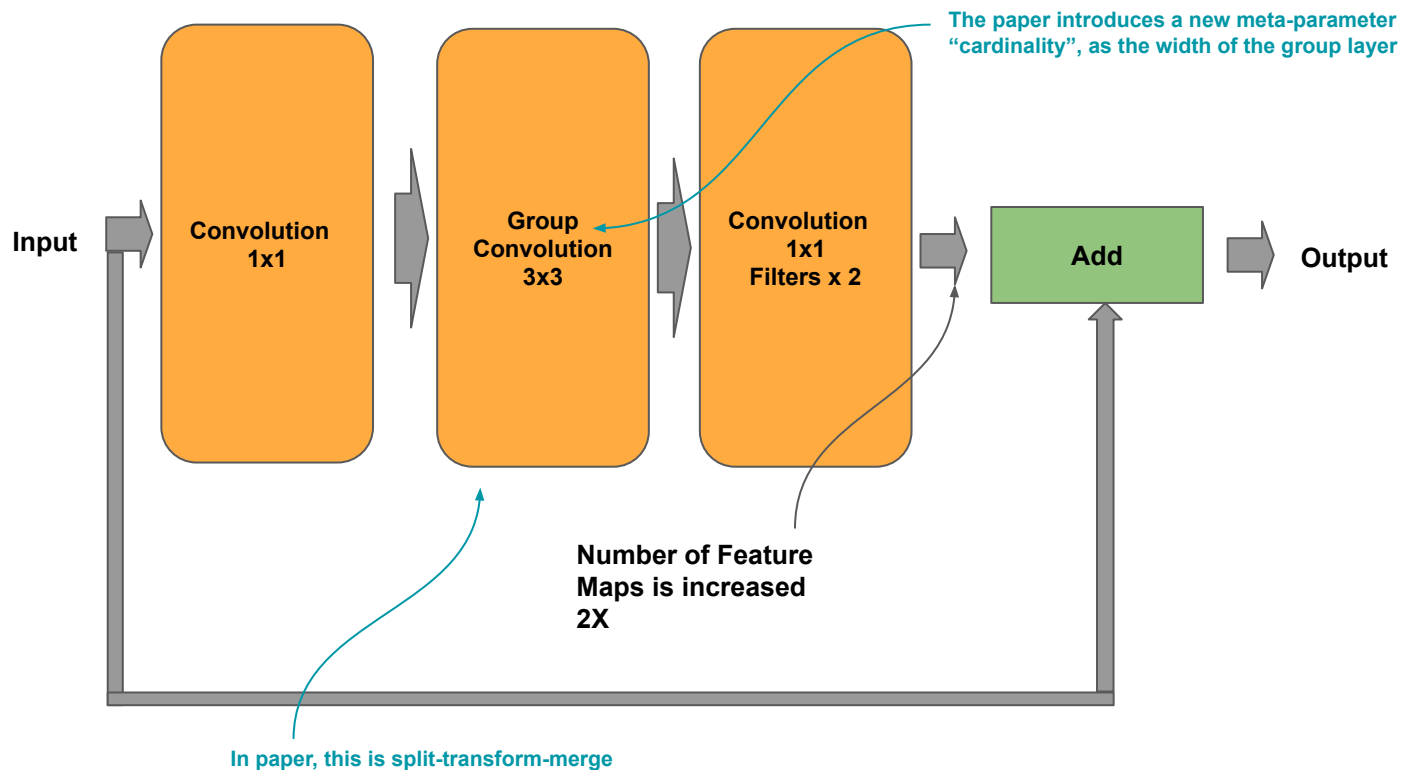 The paper introduces a new meta-parameter
“cardinality”, as the width of the group layer
Input
Convolution
1x1
Group
Convolution
3x3
Convolution
1x1
Filters x 2
Add
Output
Number of Feature
Maps is increased
2X
In paper, this is split-transform-merge